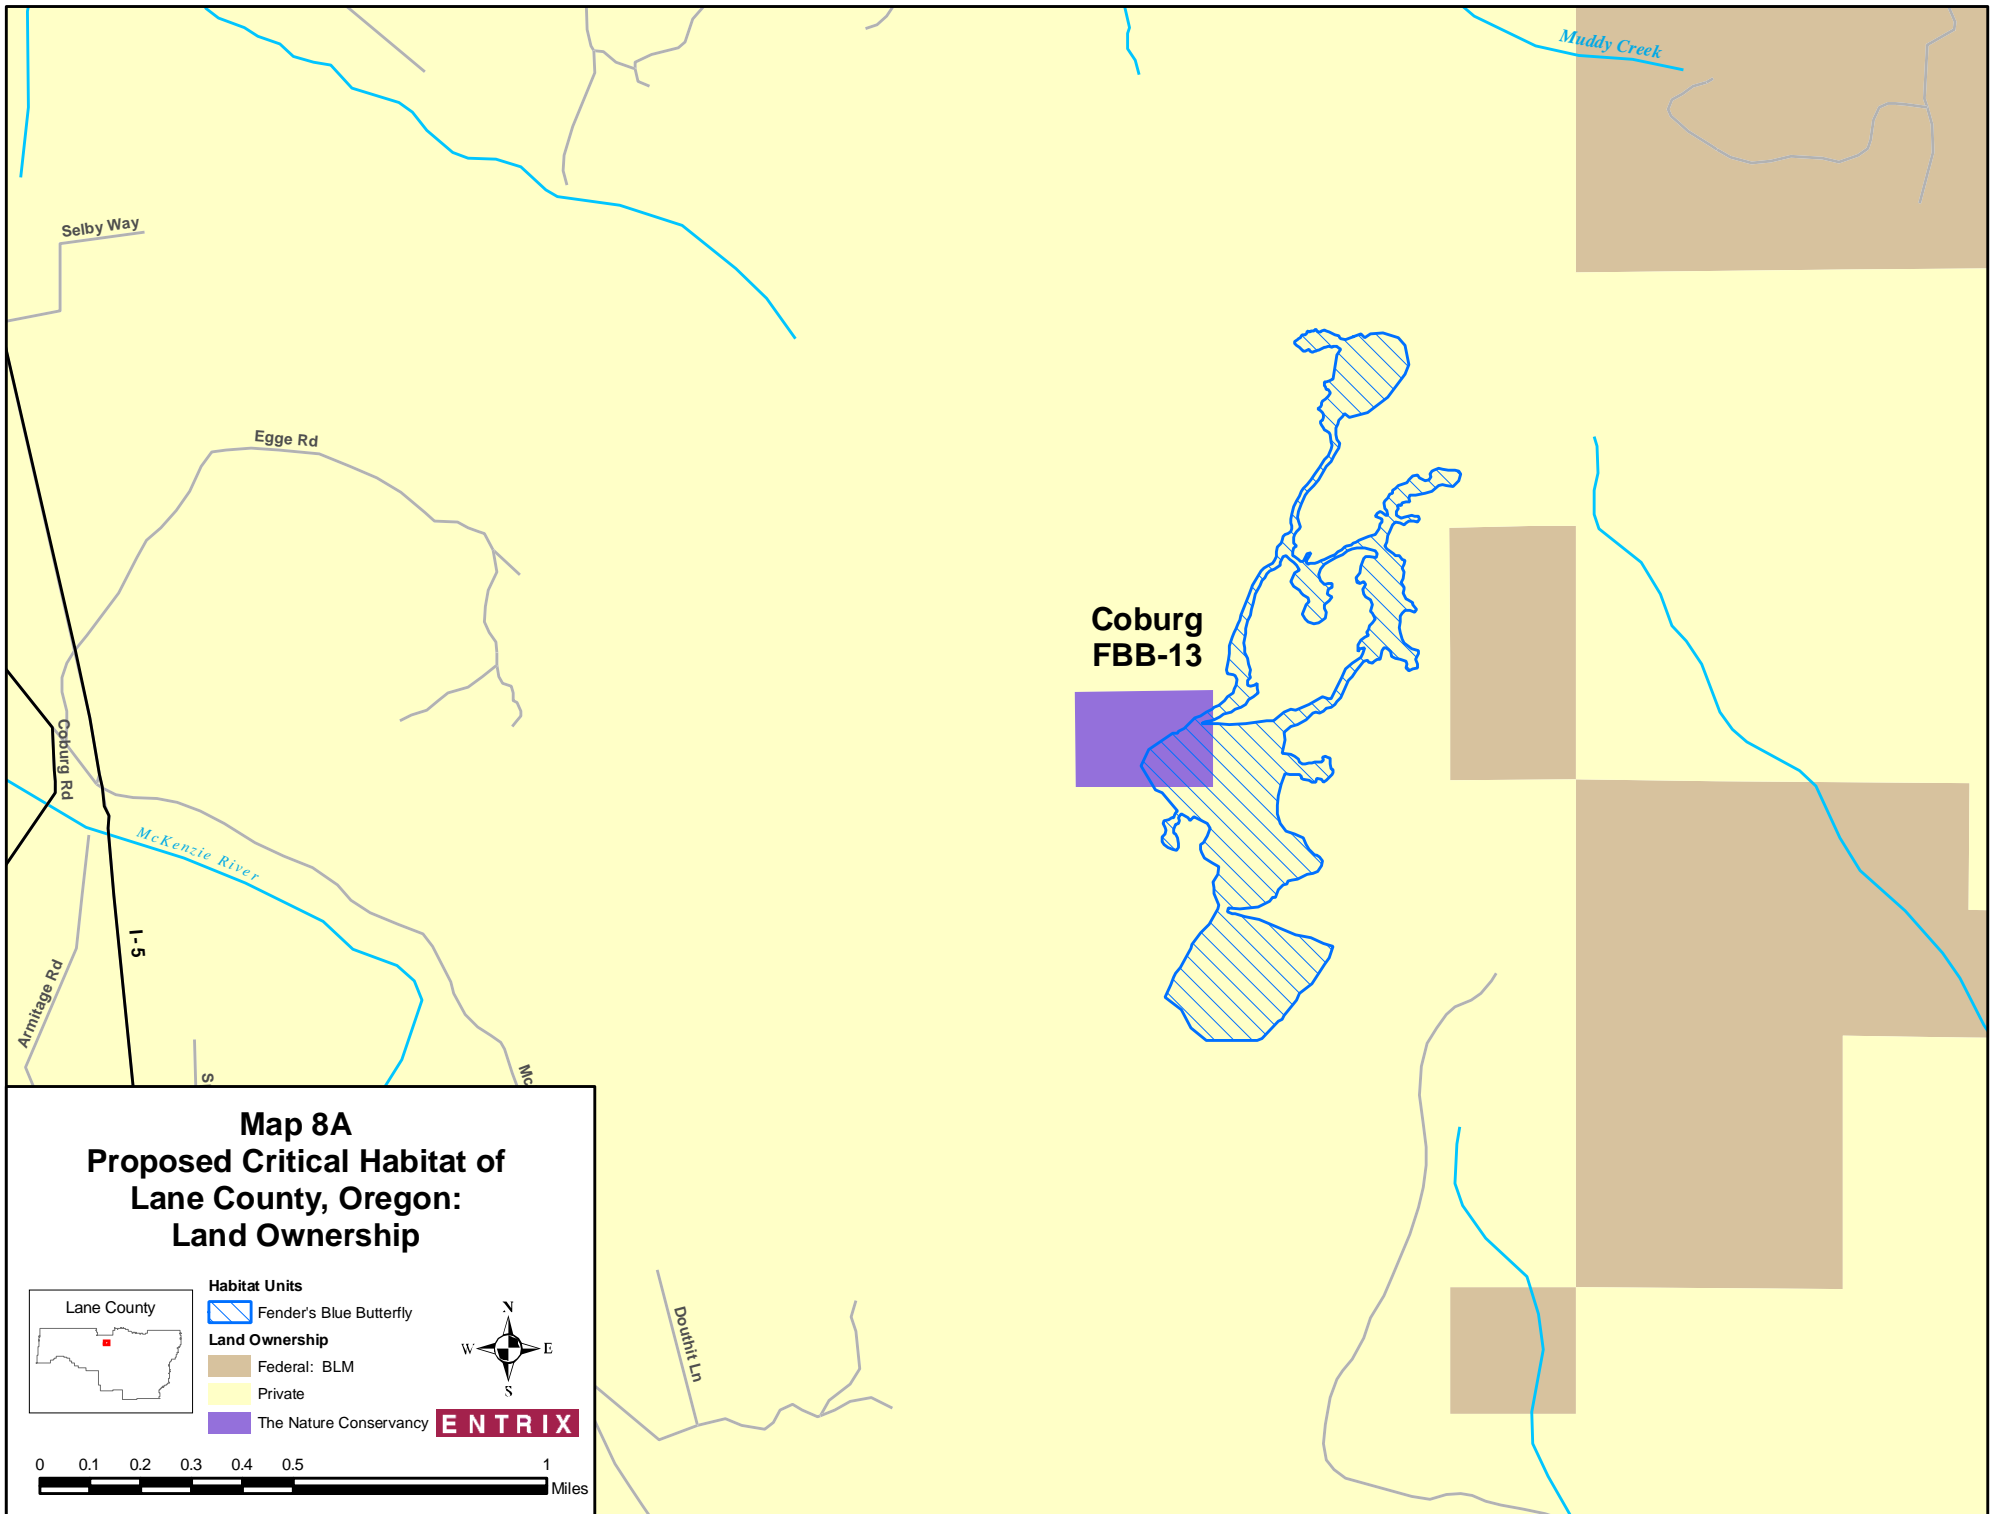 Muddy Creek
Selby Way
Egge Rd
Coburg
FBB-13
Coburg Rd
McKenzie River
I-5
Armitage Rd
S
Mc
Map 8A
Proposed Critical Habitat of
Lane County, Oregon:
Land Ownership
Lane County
Habitat Units
Fender's Blue Butterfly
Land Ownership
Federal: BLM
Private
The Nature Conservancy
N
W E
S
ENTRIX
0 0.1 0.2 0.3 0.4 0.5 1
Miles
Douthit Ln